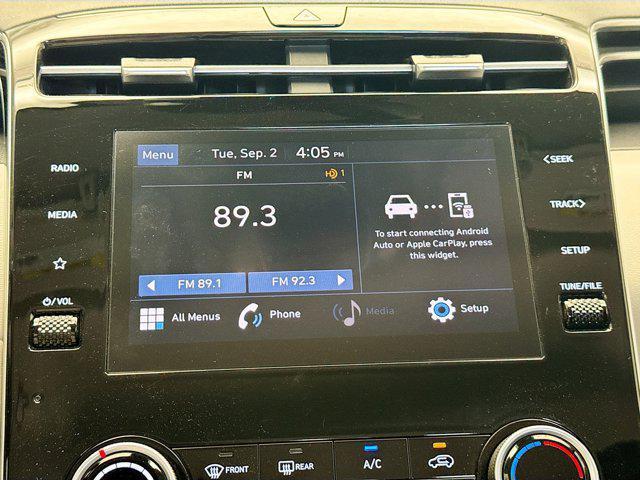 Menu Tue, Sep. 2 4:05 PM
FM HD 1
89.3
FM 89.1 FM 92.3
To start connecting Android
Auto or Apple CarPlay, press
this widget.
All Menus Phone Media Setup
RADIO
MEDIA
VOL
SEEK
TRACK
SETUP
TUNE/FILE
FRONT REAR A/C